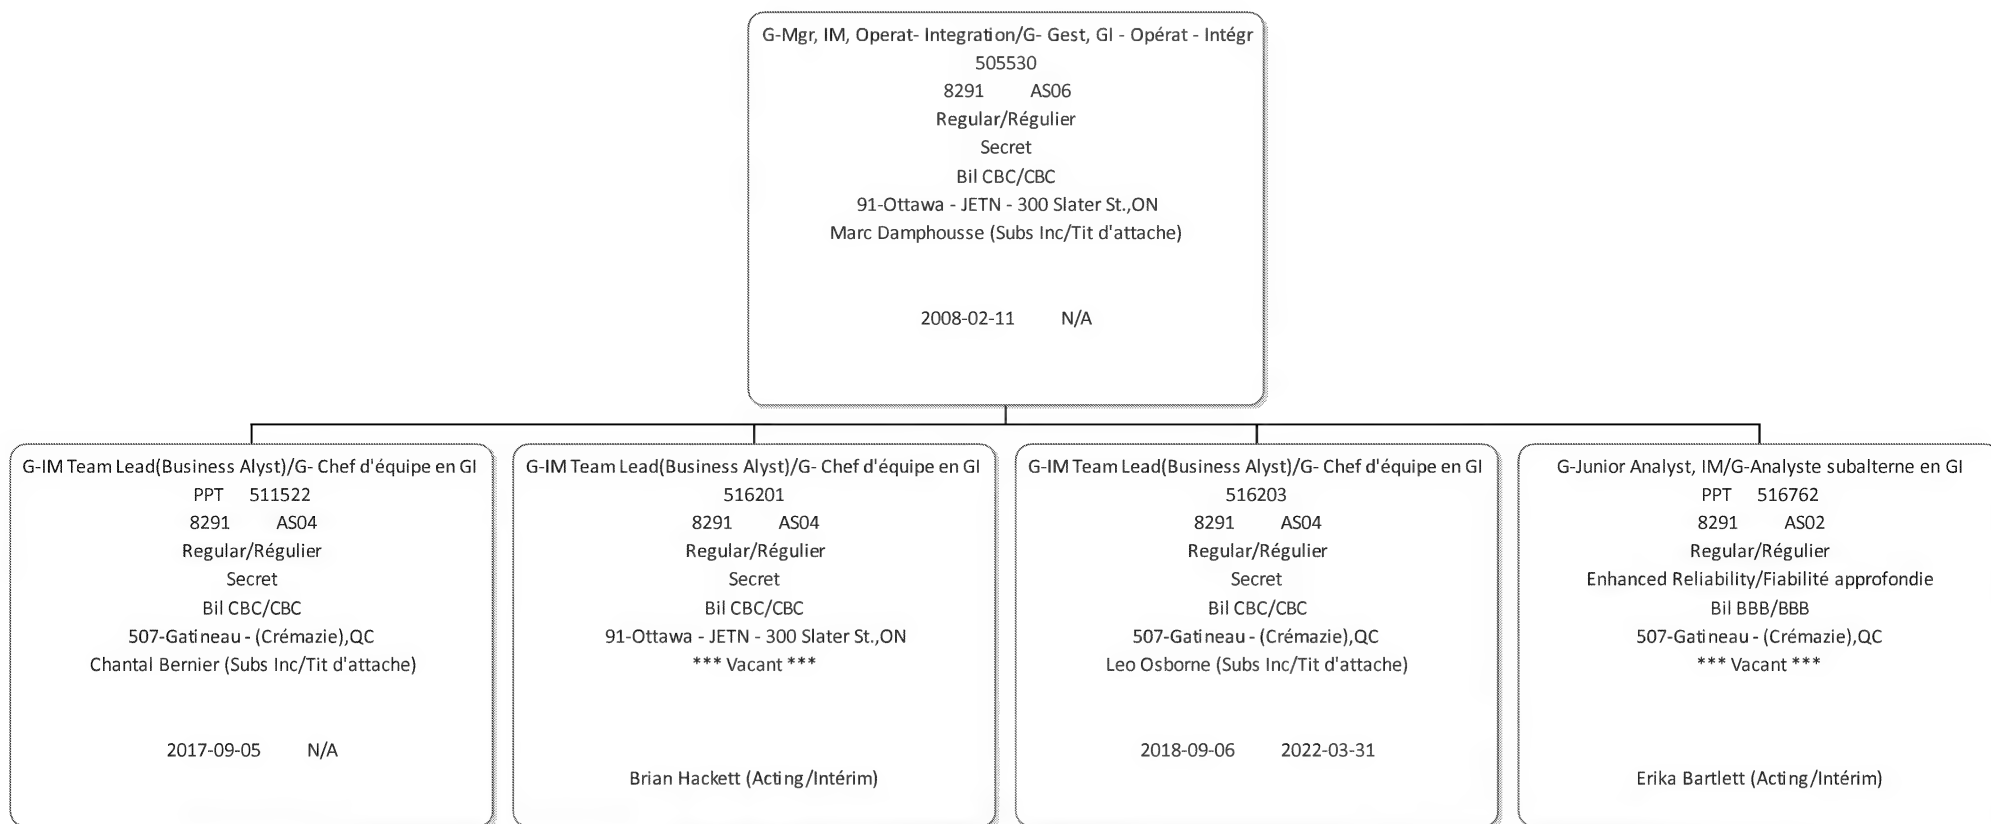 G-Mgr, IM, Operat- Integration/G- Gest, GI - Opérat - Intégr
505530
8291 AS06
Regular/Régulier
Secret
Bil CBC/CBC
91-Ottawa - JETN - 300 Slater St.,ON
Marc Damphousse (Subs Inc/Tit d'attache)
2008-02-11 N/A
G-IM Team Lead(Business Alyst)/G- Chef d'équipe en GI
PPT 511522
8291 AS04
Regular/Régulier
Secret
Bil CBC/CBC
507-Gatineau - (Crémazie),QC
Chantal Bernier (Subs Inc/Tit d'attache)
2017-09-05 N/A
G-IM Team Lead(Business Alyst)/G- Chef d'équipe en GI
516201
8291 AS04
Regular/Régulier
Secret
Bil CBC/CBC
91-Ottawa - JETN - 300 Slater St.,ON
*** Vacant ***
Brian Hackett (Acting/Intérim)
G-IM Team Lead(Business Alyst)/G- Chef d'équipe en GI
516203
8291 AS04
Regular/Régulier
Secret
Bil CBC/CBC
507-Gatineau - (Crémazie),QC
Leo Osborne (Subs Inc/Tit d'attache)
2018-09-06 2022-03-31
G-Junior Analyst, IM/G-Analyste subalterne en GI
PPT 516762
8291 AS02
Regular/Régulier
Enhanced Reliability/Fiabilité approfondie
Bil BBB/BBB
507-Gatineau - (Crémazie),QC
*** Vacant ***
Erika Bartlett (Acting/Intérim)